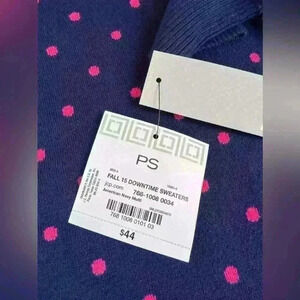 PS
FALL 15 DOWNTIME SWEATERS
jcp.com 768-1008 0034
American Navy Multi
768 1008 0101 03
$44